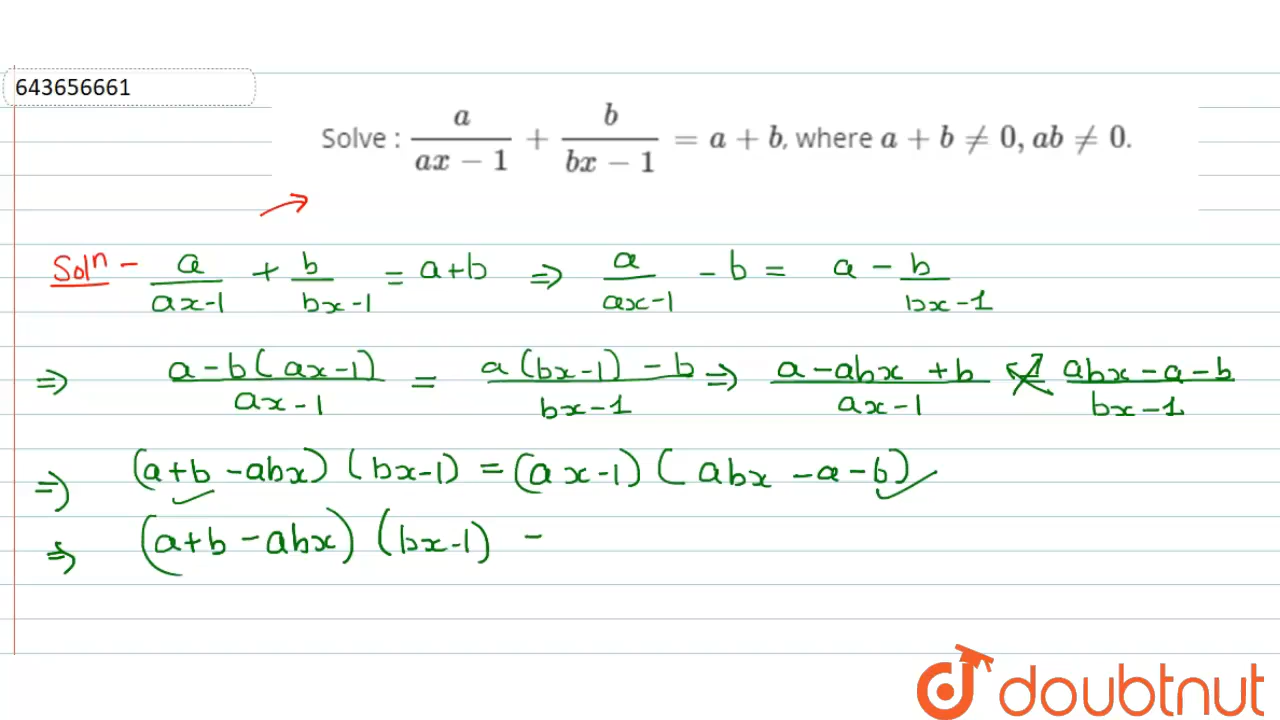 643656661
Solve : a/(ax − 1) + b/(bx − 1) = a + b, where a + b ≠ 0, ab ≠ 0.
Solⁿ - a/(ax-1) + b/(bx-1) = a+b ⇒ a/(ax-1) - b = a - b/(bx-1)
⇒ (a-b(ax-1))/(ax-1) = (a(bx-1)-b)/(bx-1) ⇒ (a-abx+b)/(ax-1) = (abx-a-b)/(bx-1)
⇒ (a+b-abx)(bx-1) = (ax-1)(abx-a-b)
⇒ (a+b-abx)(bx-1) -
doubtnut